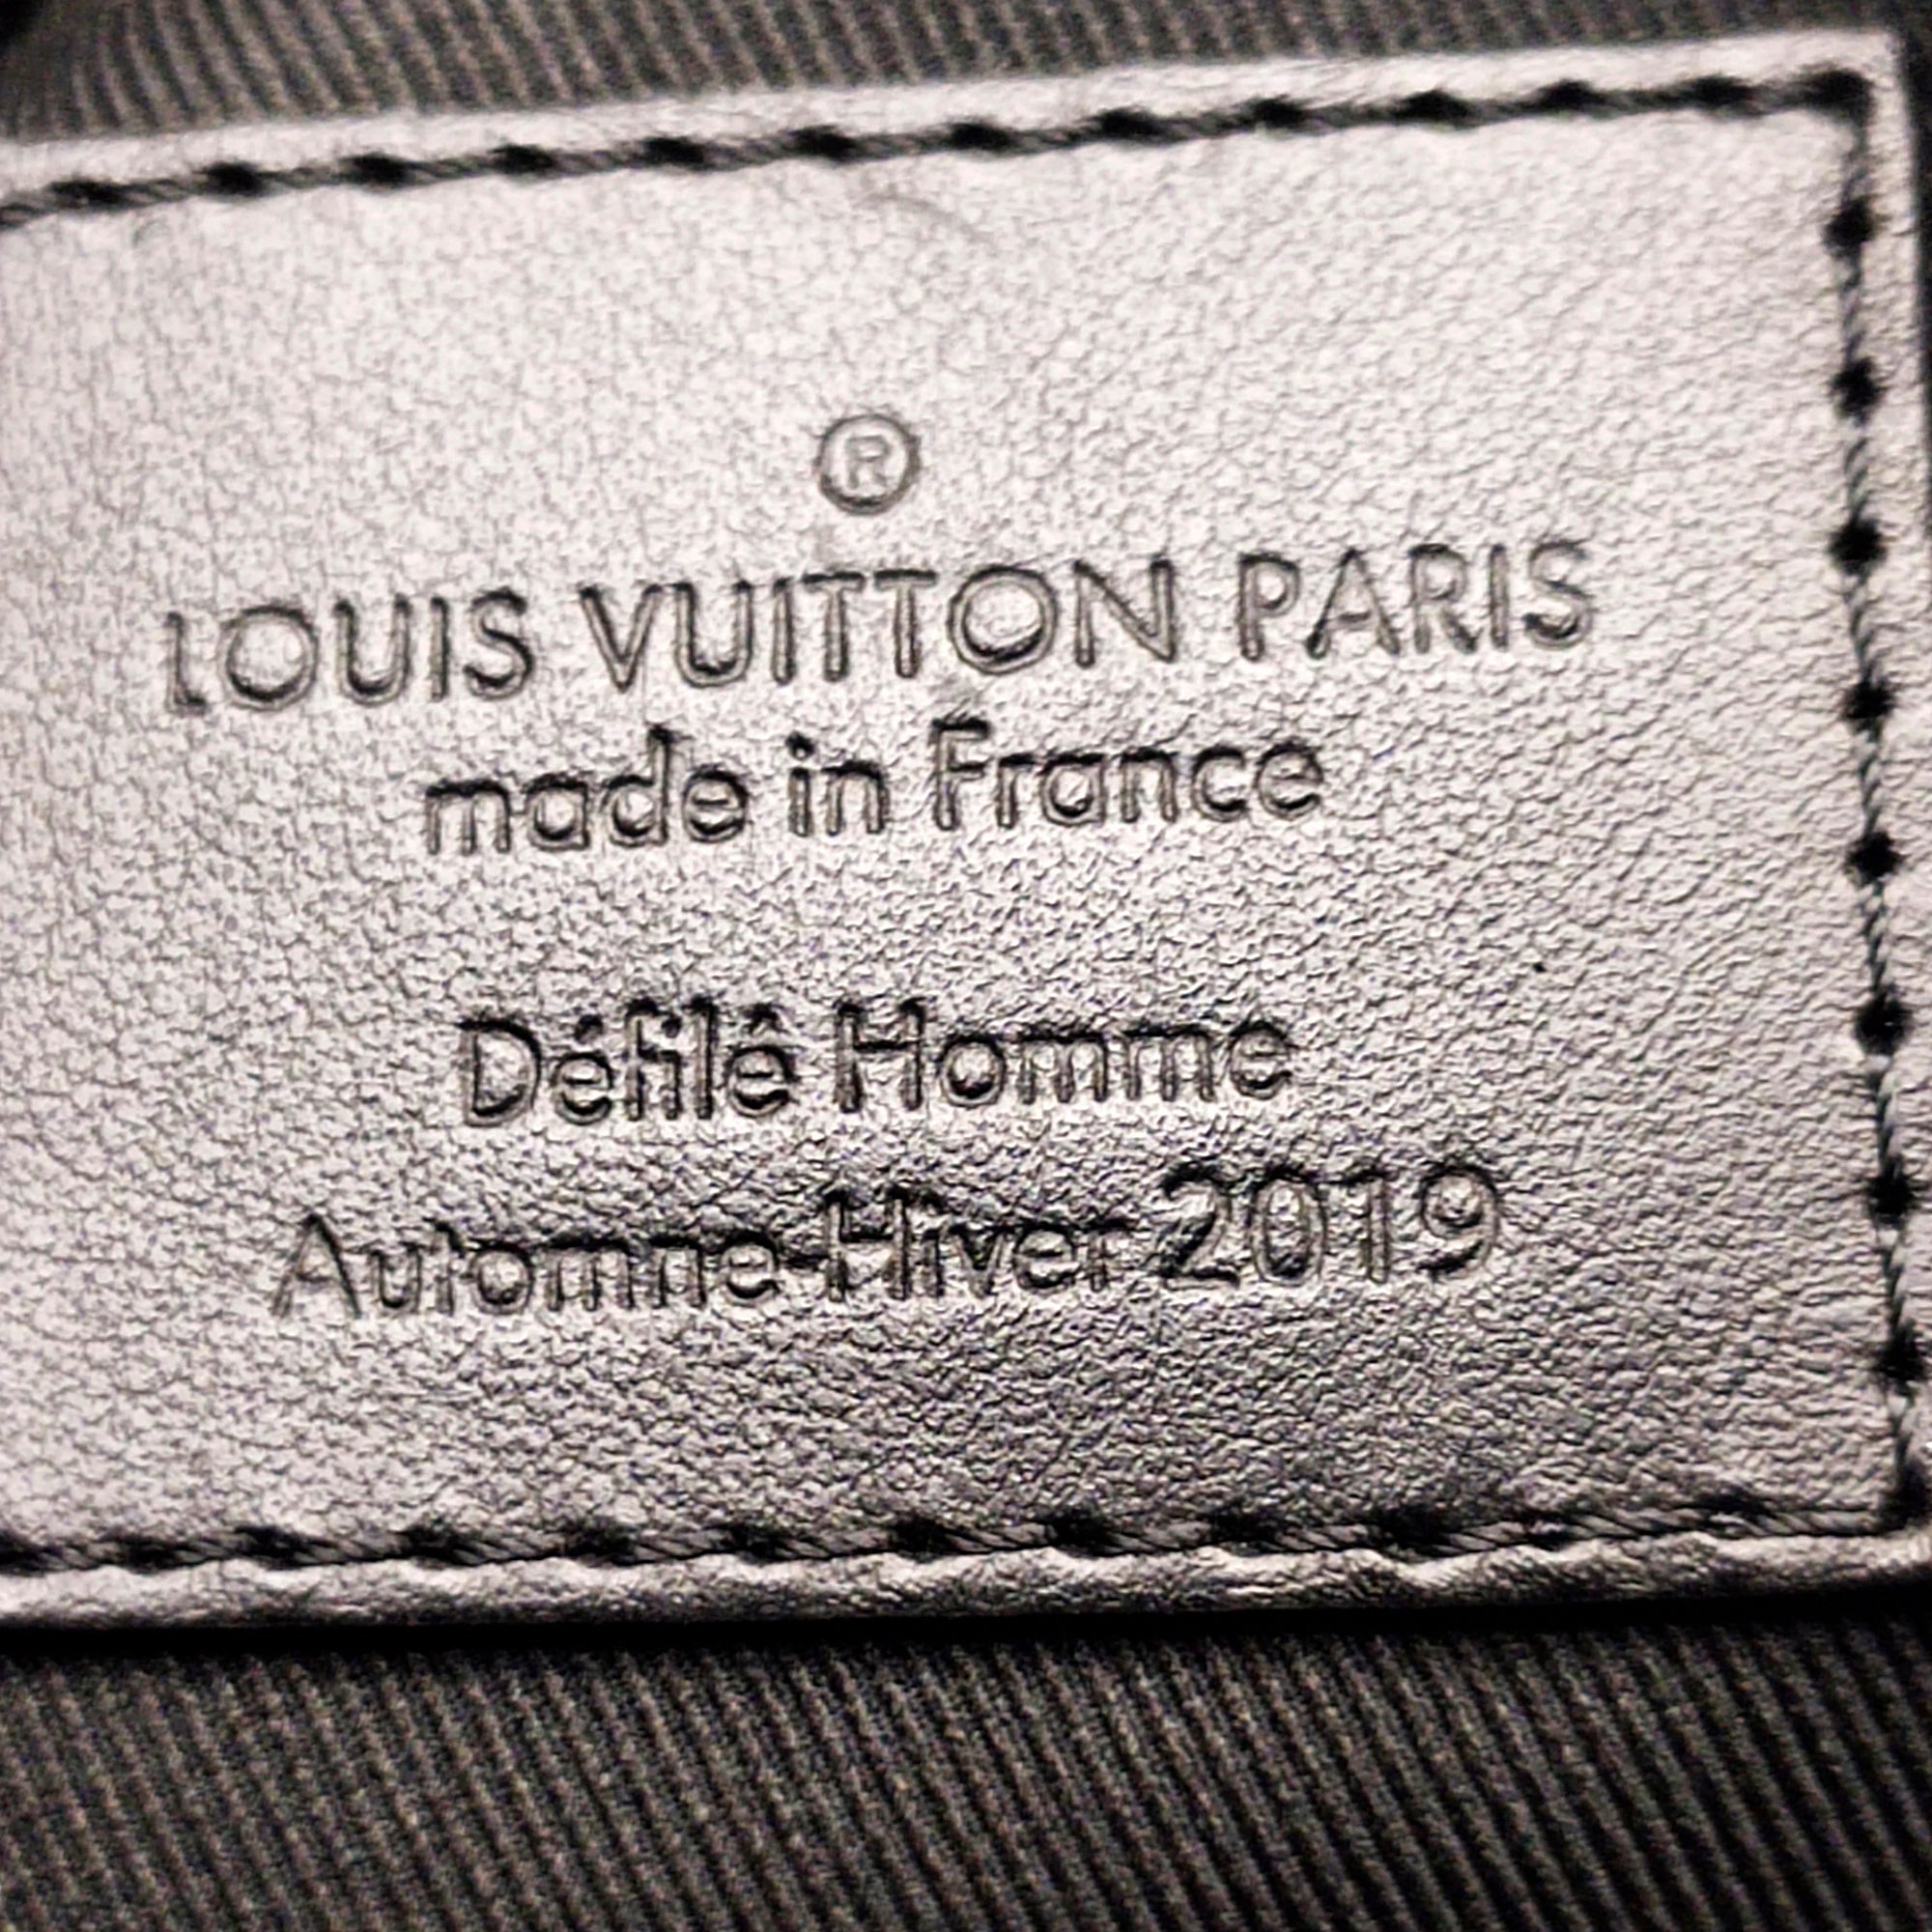 ®
LOUIS VUITTON PARIS
made in France
Défilé Homme
Automne-Hiver 2019